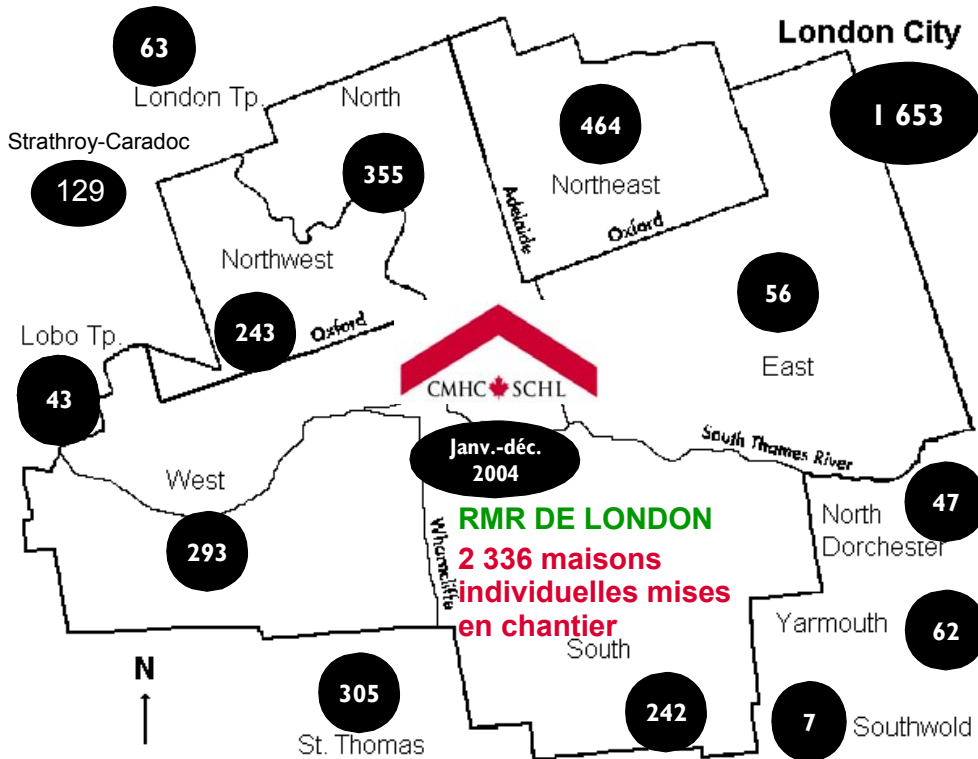 London City
1 653
63
London Tp.
North
464
Strathroy-Caradoc
129
355
Northeast
Adelaide
Oxford
Northwest
56
243
Oxford
Lobo Tp.
East
43
CMHC SCHL
Janv.-déc.
2004
South Thames River
West
RMR DE LONDON
North
Dorchester
47
293
Wharncliffe
2 336 maisons
individuelles mises
en chantier
Yarmouth
62
South
N
305
St. Thomas
242
7
Southwold